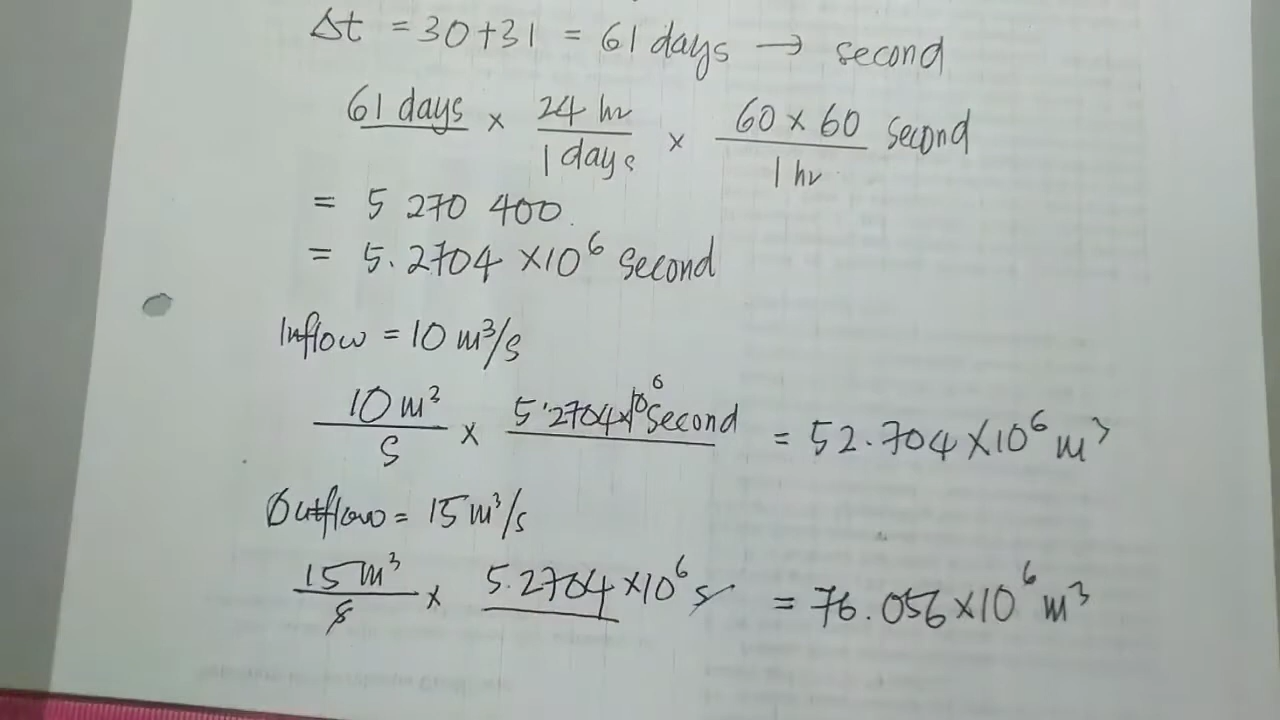 Δt = 30+31 = 61 days → second
61 days × 24 hr / 1 days × 60 × 60 second / 1 hr
= 5 270 400.
= 5.2704 ×10⁶ second
Inflow = 10 m³/s
10 m³ / s × 5.2704×10⁶ second = 52.704 ×10⁶ m³
Outflow = 15 m³/s
15 m³ / s × 5.2704 ×10⁶ s = 76.056 ×10⁶ m³